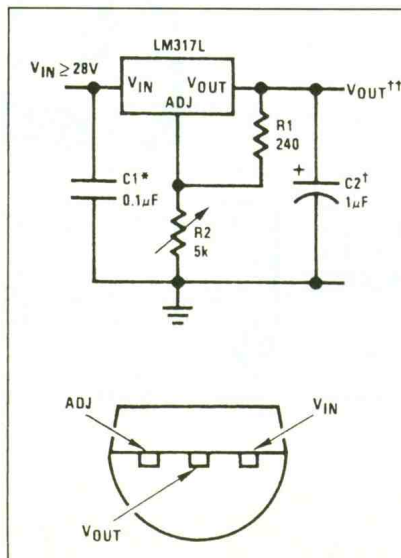 LM317L
VIN ≥ 28V
VIN
VOUT
ADJ
VOUT††
R1
240
C1*
0.1µF
+
C2†
1µF
R2
5k
ADJ
VIN
VOUT